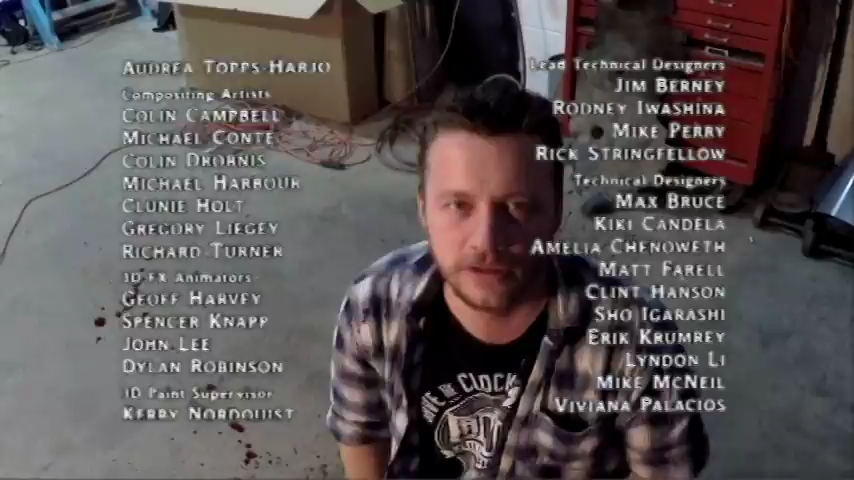 AUDREA TOPPS-HARJO
Compositing Artists
COLIN CAMPBELL
MICHAEL CONTE
COLIN DROBNIS
MICHAEL HARBOUR
CLUNIE HOLT
GREGORY LIEGEY
RICHARD TURNER
3D FX Animators
GEOFF HARVEY
SPENCER KNAPP
JOHN LEE
DYLAN ROBINSON
3D Paint Supervisor
KERRY NORDQUIST
Lead Technical Designers
JIM BERNEY
RODNEY IWASHINA
MIKE PERRY
RICK STRINGFELLOW
Technical Designers
MAX BRUCE
KIKI CANDELA
AMELIA CHENOWETH
MATT FARELL
CLINT HANSON
SHO IGARASHI
ERIK KRUMREY
LYNDON LI
MIKE MCNEIL
VIVIANA PALACIOS
THE CLOCK